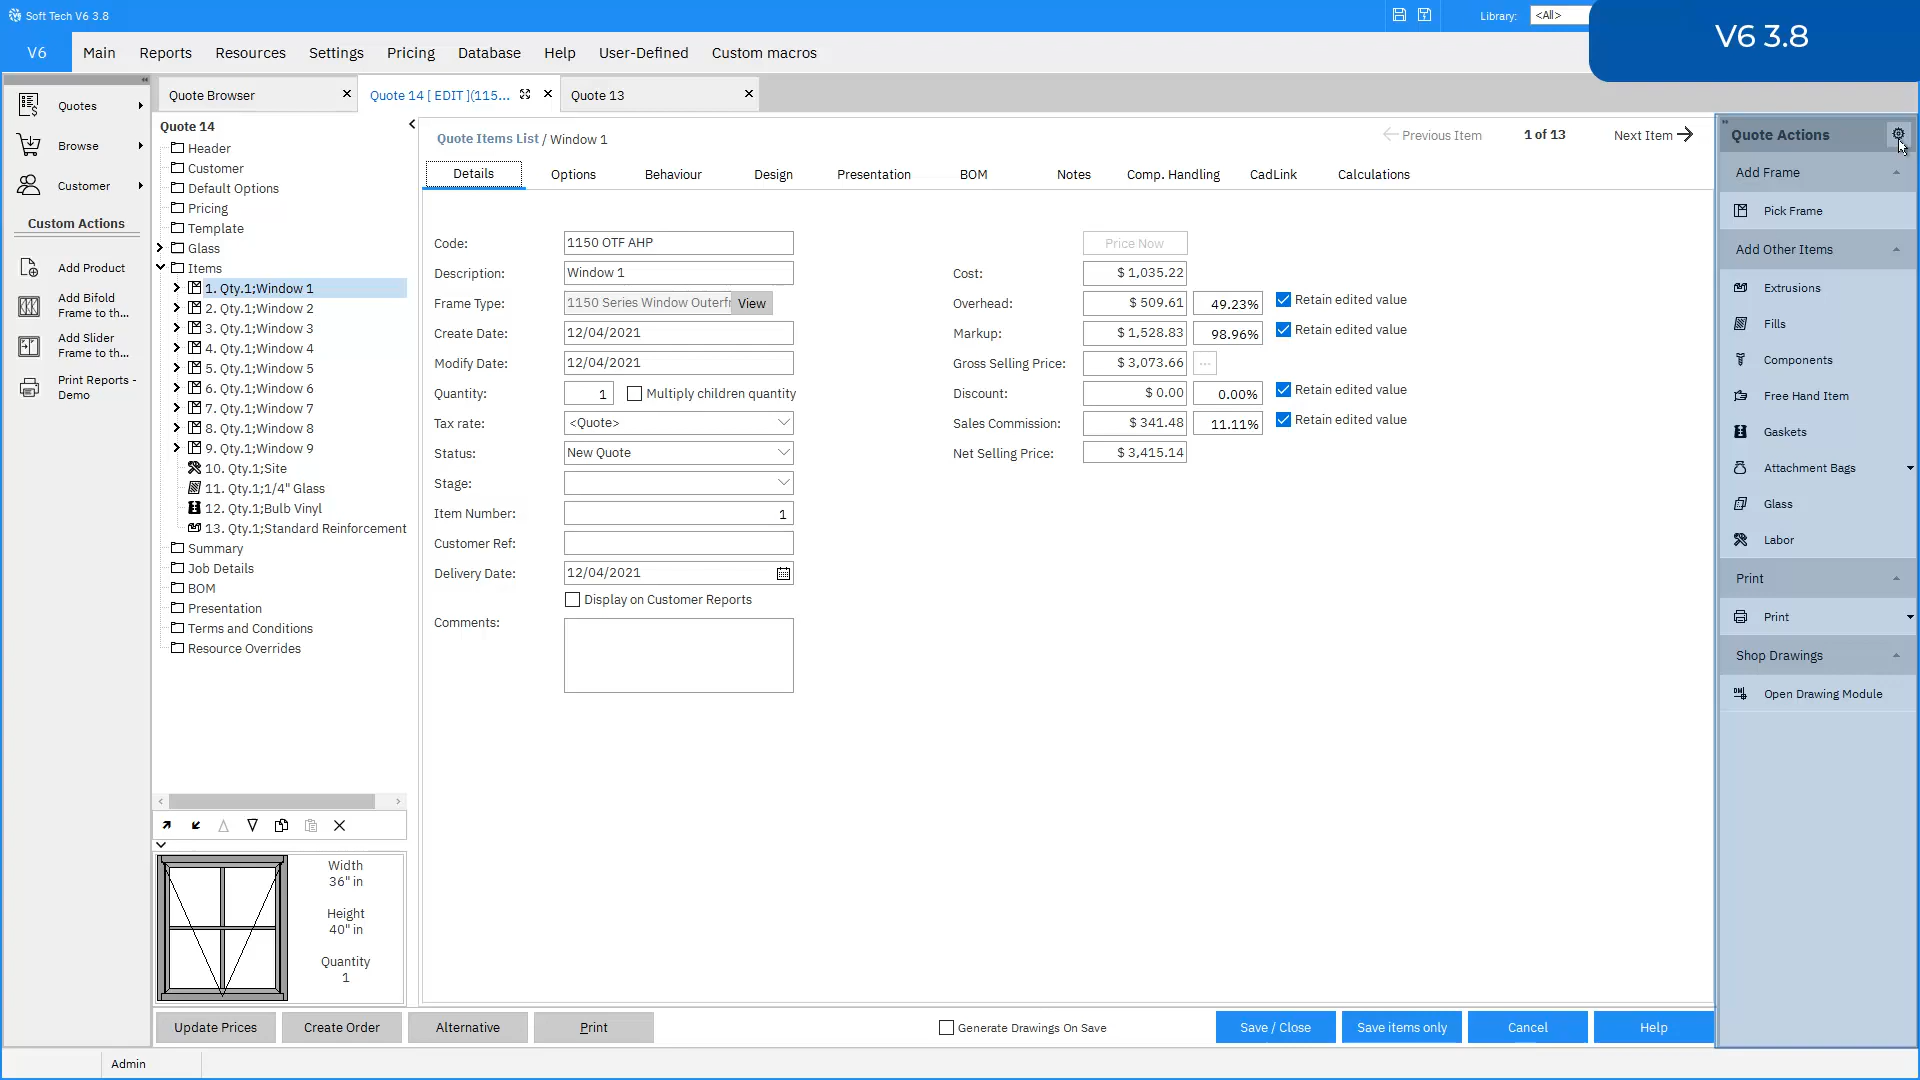 Soft Tech V6 3.8
Library:
<All>
V6 3.8
V6
Main
Reports
Resources
Settings
Pricing
Database
Help
User-Defined
Custom macros
Quotes
Browse
Customer
Custom Actions
Add Product
Add Bifold
Frame to th...
Add Slider
Frame to th...
Print Reports -
Demo
Quote Browser
Quote 14 [ EDIT ](115...
Quote 13
Quote 14
Header
Customer
Default Options
Pricing
Template
Glass
Items
1. Qty.1;Window 1
2. Qty.1;Window 2
3. Qty.1;Window 3
4. Qty.1;Window 4
5. Qty.1;Window 5
6. Qty.1;Window 6
7. Qty.1;Window 7
8. Qty.1;Window 8
9. Qty.1;Window 9
10. Qty.1;Site
11. Qty.1;1/4" Glass
12. Qty.1;Bulb Vinyl
13. Qty.1;Standard Reinforcement
Summary
Job Details
BOM
Presentation
Terms and Conditions
Resource Overrides
Width
36" in
Height
40" in
Quantity
1
Quote Items List / Window 1
Previous Item
1 of 13
Next Item
Details
Options
Behaviour
Design
Presentation
BOM
Notes
Comp. Handling
CadLink
Calculations
Code: 1150 OTF AHP
Description: Window 1
Frame Type: 1150 Series Window Outerfr View
Create Date: 12/04/2021
Modify Date: 12/04/2021
Quantity: 1 Multiply children quantity
Tax rate: <Quote>
Status: New Quote
Stage:
Item Number: 1
Customer Ref:
Delivery Date: 12/04/2021
Display on Customer Reports
Comments:
Price Now
Cost: $ 1,035.22
Overhead: $ 509.61 49.23% Retain edited value
Markup: $ 1,528.83 98.96% Retain edited value
Gross Selling Price: $ 3,073.66 ...
Discount: $ 0.00 0.00% Retain edited value
Sales Commission: $ 341.48 11.11% Retain edited value
Net Selling Price: $ 3,415.14
Quote Actions
Add Frame
Pick Frame
Add Other Items
Extrusions
Fills
Components
Free Hand Item
Gaskets
Attachment Bags
Glass
Labor
Print
Print
Shop Drawings
Open Drawing Module
Update Prices
Create Order
Alternative
Print
Generate Drawings On Save
Save / Close
Save items only
Cancel
Help
Admin